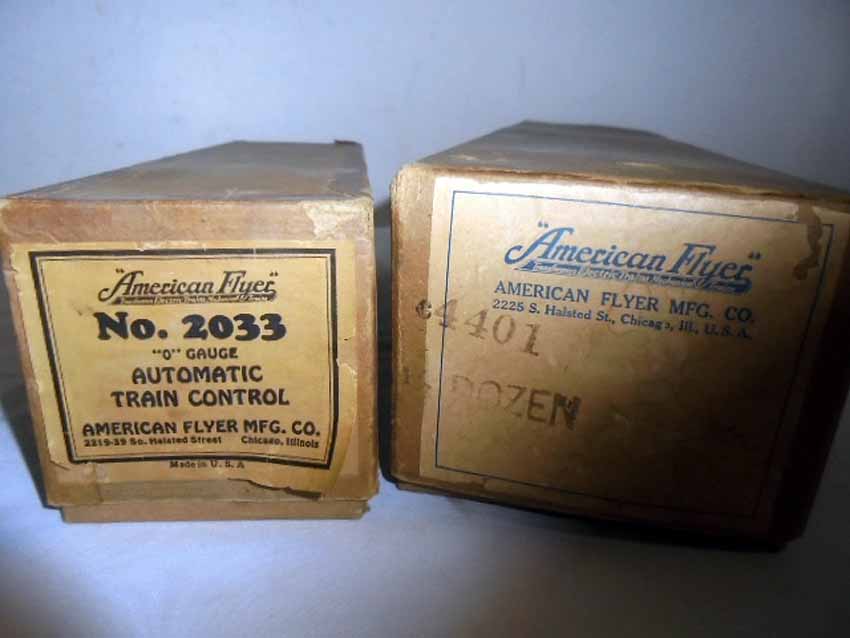 "American Flyer"
No. 2033
"O" GAUGE
AUTOMATIC
TRAIN CONTROL
AMERICAN FLYER MFG. CO.
2219-39 So. Halsted Street Chicago, Illinois
Made in U. S. A
"American Flyer"
AMERICAN FLYER MFG. CO.
2225 S. Halsted St., Chicago, Ill., U. S. A.
4401
DOZEN